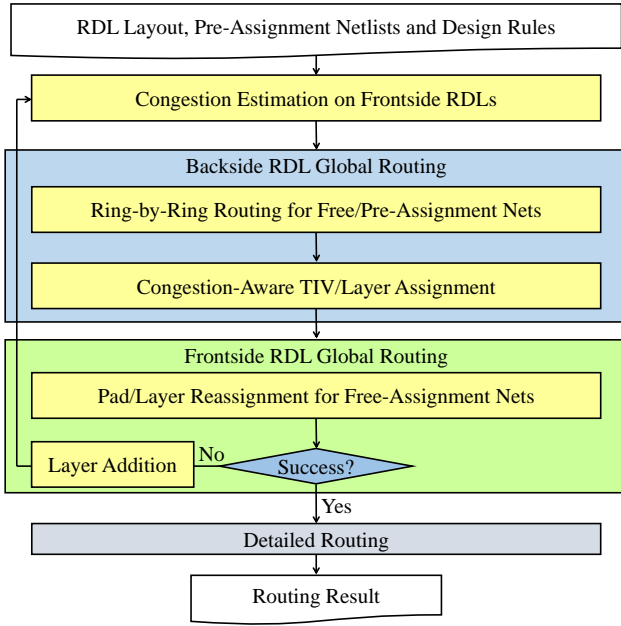 RDL Layout, Pre-Assignment Netlists and Design Rules
Congestion Estimation on Frontside RDLs
Backside RDL Global Routing
Ring-by-Ring Routing for Free/Pre-Assignment Nets
Congestion-Aware TIV/Layer Assignment
Frontside RDL Global Routing
Pad/Layer Reassignment for Free-Assignment Nets
Layer Addition
No
Success?
Yes
Detailed Routing
Routing Result